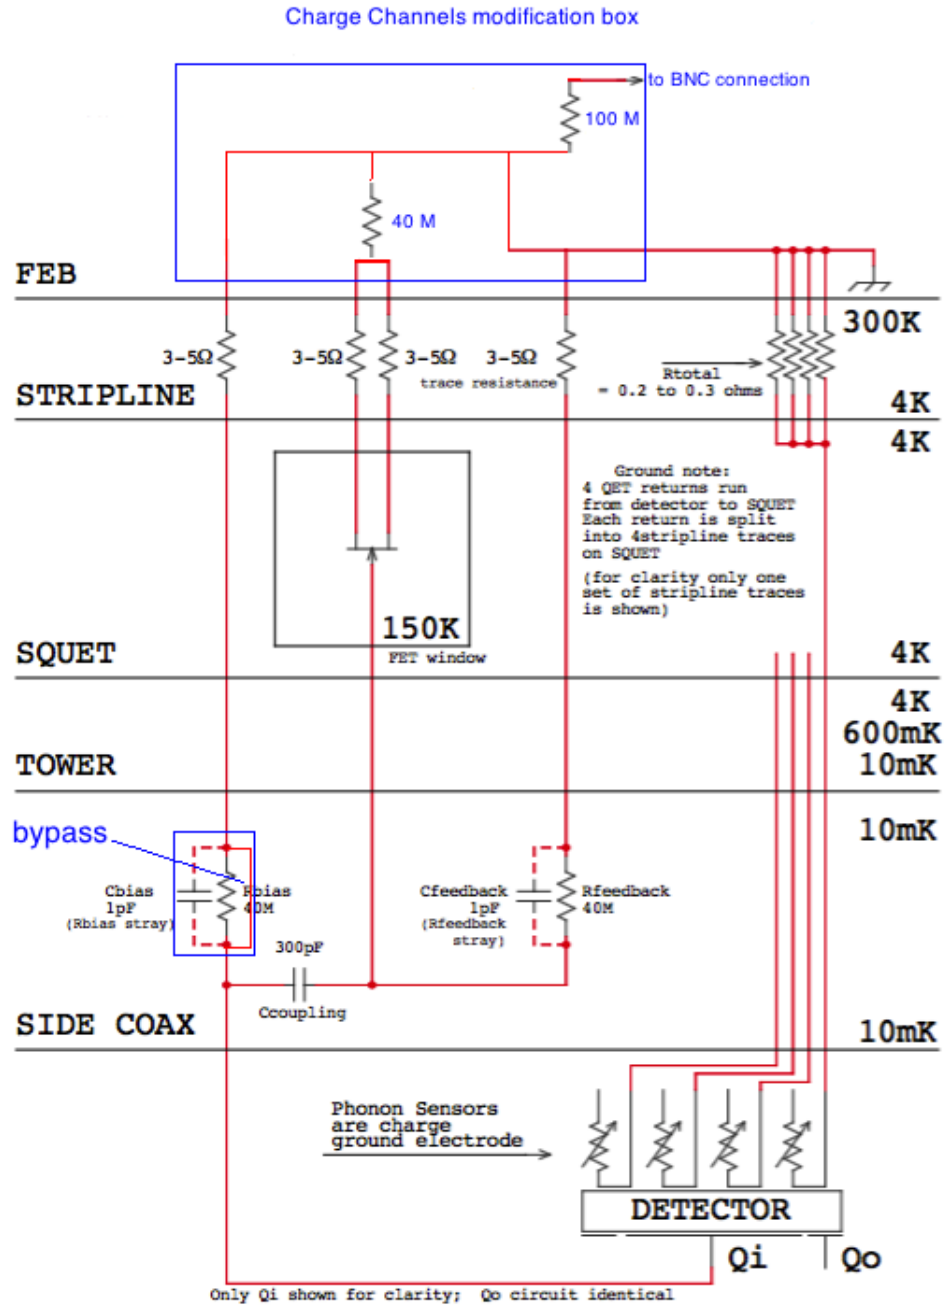 Charge Channels modification box
to BNC connection
100 M
40 M
FEB
300K
3-5Ω
3-5Ω
3-5Ω
3-5Ω
trace resistance
Rtotal
= 0.2 to 0.3 ohms
STRIPLINE
4K
4K
Ground note:
4 QET returns run
from detector to SQUET
Each return is split
into 4stripline traces
on SQUET
(for clarity only one
set of stripline traces
is shown)
150K
FET window
SQUET
4K
4K
600mK
TOWER
10mK
bypass
10mK
Cbias
1pF
(Rbias stray)
Rbias
40M
Cfeedback
1pF
(Rfeedback
stray)
Rfeedback
40M
300pF
Ccoupling
SIDE COAX
10mK
Phonon Sensors
are charge
ground electrode
DETECTOR
Qi
Qo
Only Qi shown for clarity; Qo circuit identical